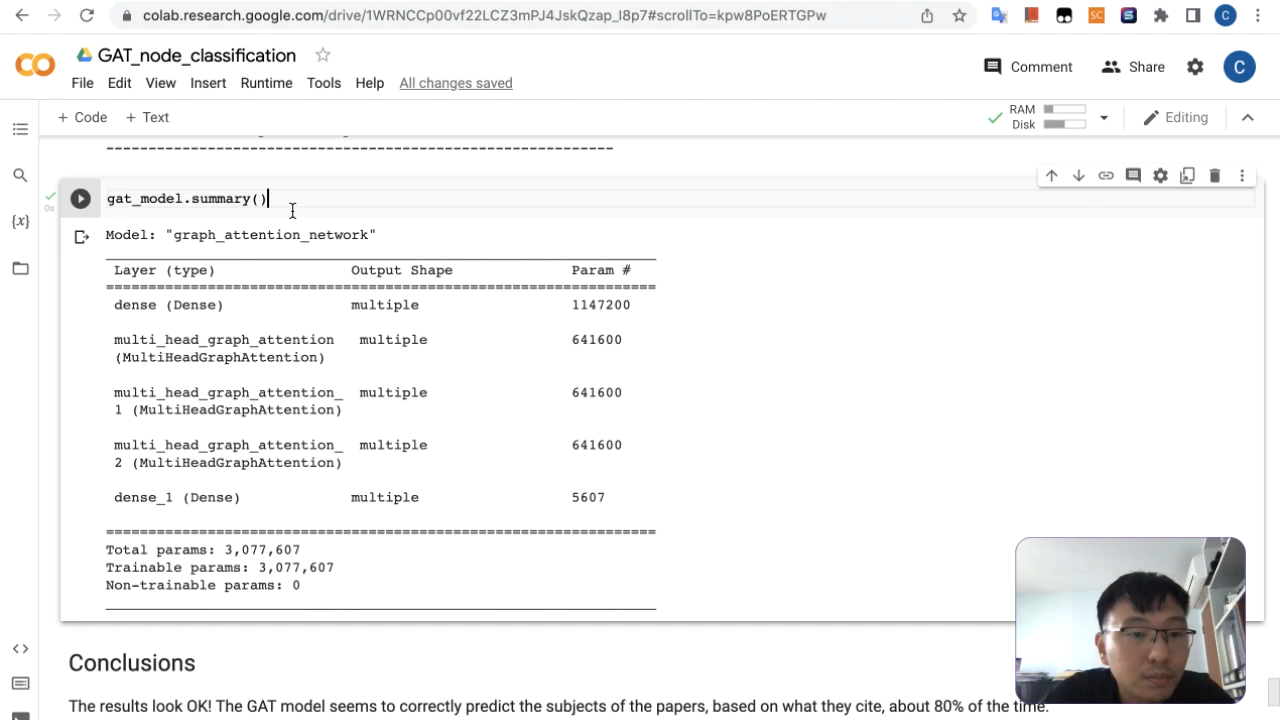 colab.research.google.com/drive/1WRNCCp00vf22LCZ3mPJ4JskQzap_I8p7#scrollTo=kpw8PoERTGPw
SC
C
GAT_node_classification
File Edit View Insert Runtime Tools Help All changes saved
Comment
Share
C
+ Code + Text
RAM
Disk
Editing
gat_model.summary()
Model: "graph_attention_network"
Layer (type) Output Shape Param #
dense (Dense) multiple 1147200
multi_head_graph_attention multiple 641600
(MultiHeadGraphAttention)
multi_head_graph_attention_ multiple 641600
1 (MultiHeadGraphAttention)
multi_head_graph_attention_ multiple 641600
2 (MultiHeadGraphAttention)
dense_1 (Dense) multiple 5607
Total params: 3,077,607
Trainable params: 3,077,607
Non-trainable params: 0
Conclusions
The results look OK! The GAT model seems to correctly predict the subjects of the papers, based on what they cite, about 80% of the time.